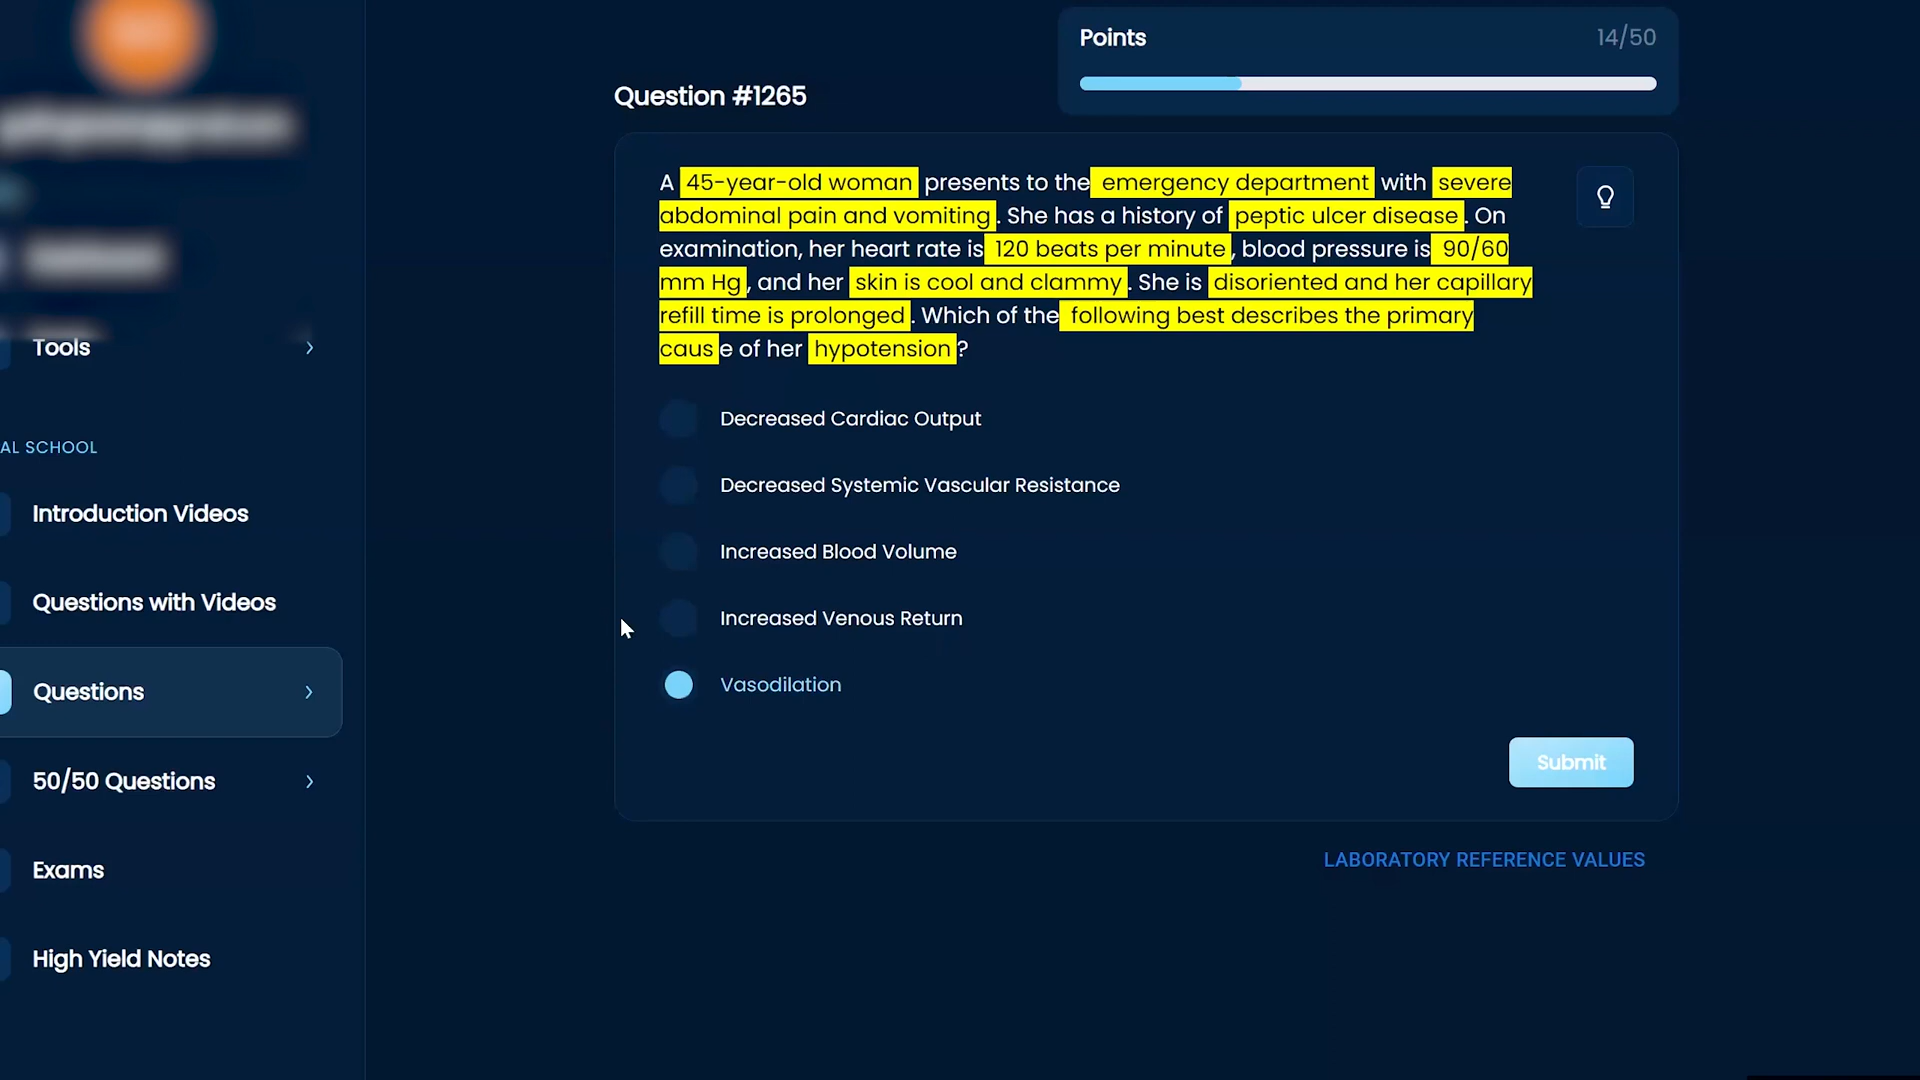 Points
14/50
Question #1265
A 45-year-old woman presents to the emergency department with severe
abdominal pain and vomiting. She has a history of peptic ulcer disease. On
examination, her heart rate is 120 beats per minute, blood pressure is 90/60
mm Hg, and her skin is cool and clammy. She is disoriented and her capillary
refill time is prolonged. Which of the following best describes the primary
cause of her hypotension?
Decreased Cardiac Output
Decreased Systemic Vascular Resistance
Increased Blood Volume
Increased Venous Return
Vasodilation
Submit
LABORATORY REFERENCE VALUES
Tools
AL SCHOOL
Introduction Videos
Questions with Videos
Questions
50/50 Questions
Exams
High Yield Notes